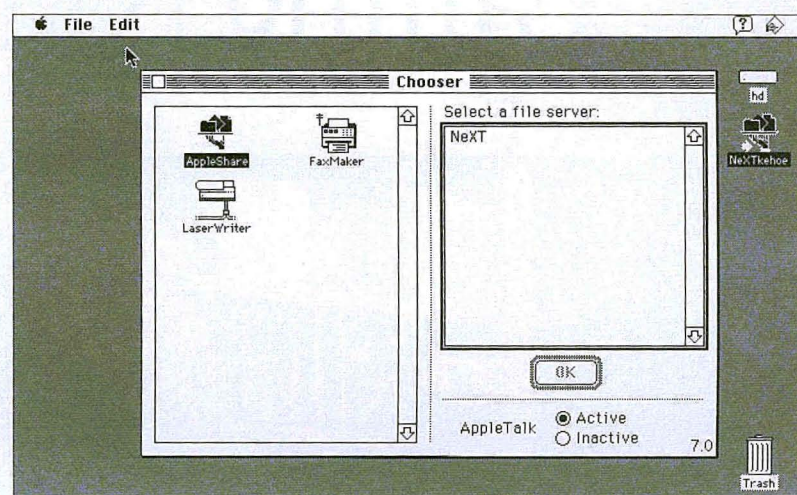 File Edit
Chooser
hd
AppleShare
FaxMaker
LaserWriter
Select a file server:
NeXT
NeXTkehoe
OK
AppleTalk
Active
Inactive
7.0
Trash